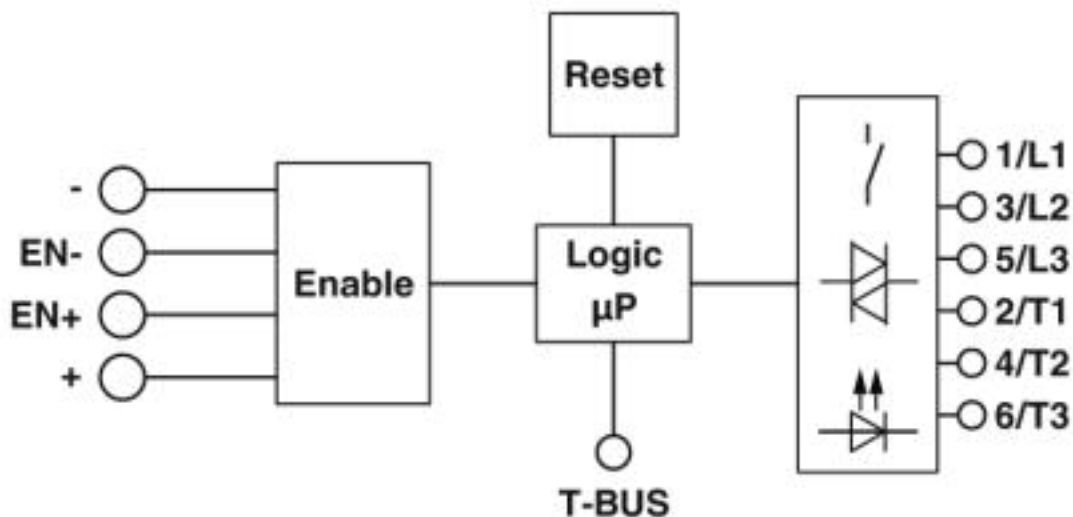 Reset
-
EN-
EN+
+
Enable
Logic
µP
T-BUS
1/L1
3/L2
5/L3
2/T1
4/T2
6/T3